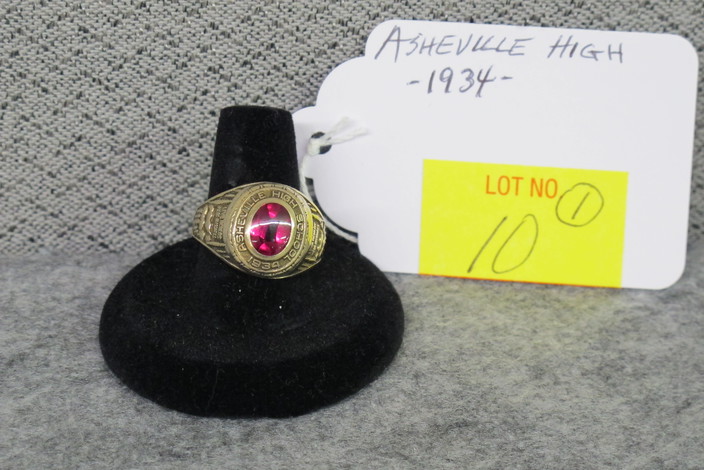 ASHEVILLE HIGH
-1934-
LOT NO 1
10
ASHEVILLE HIGH SCHOOL
1934